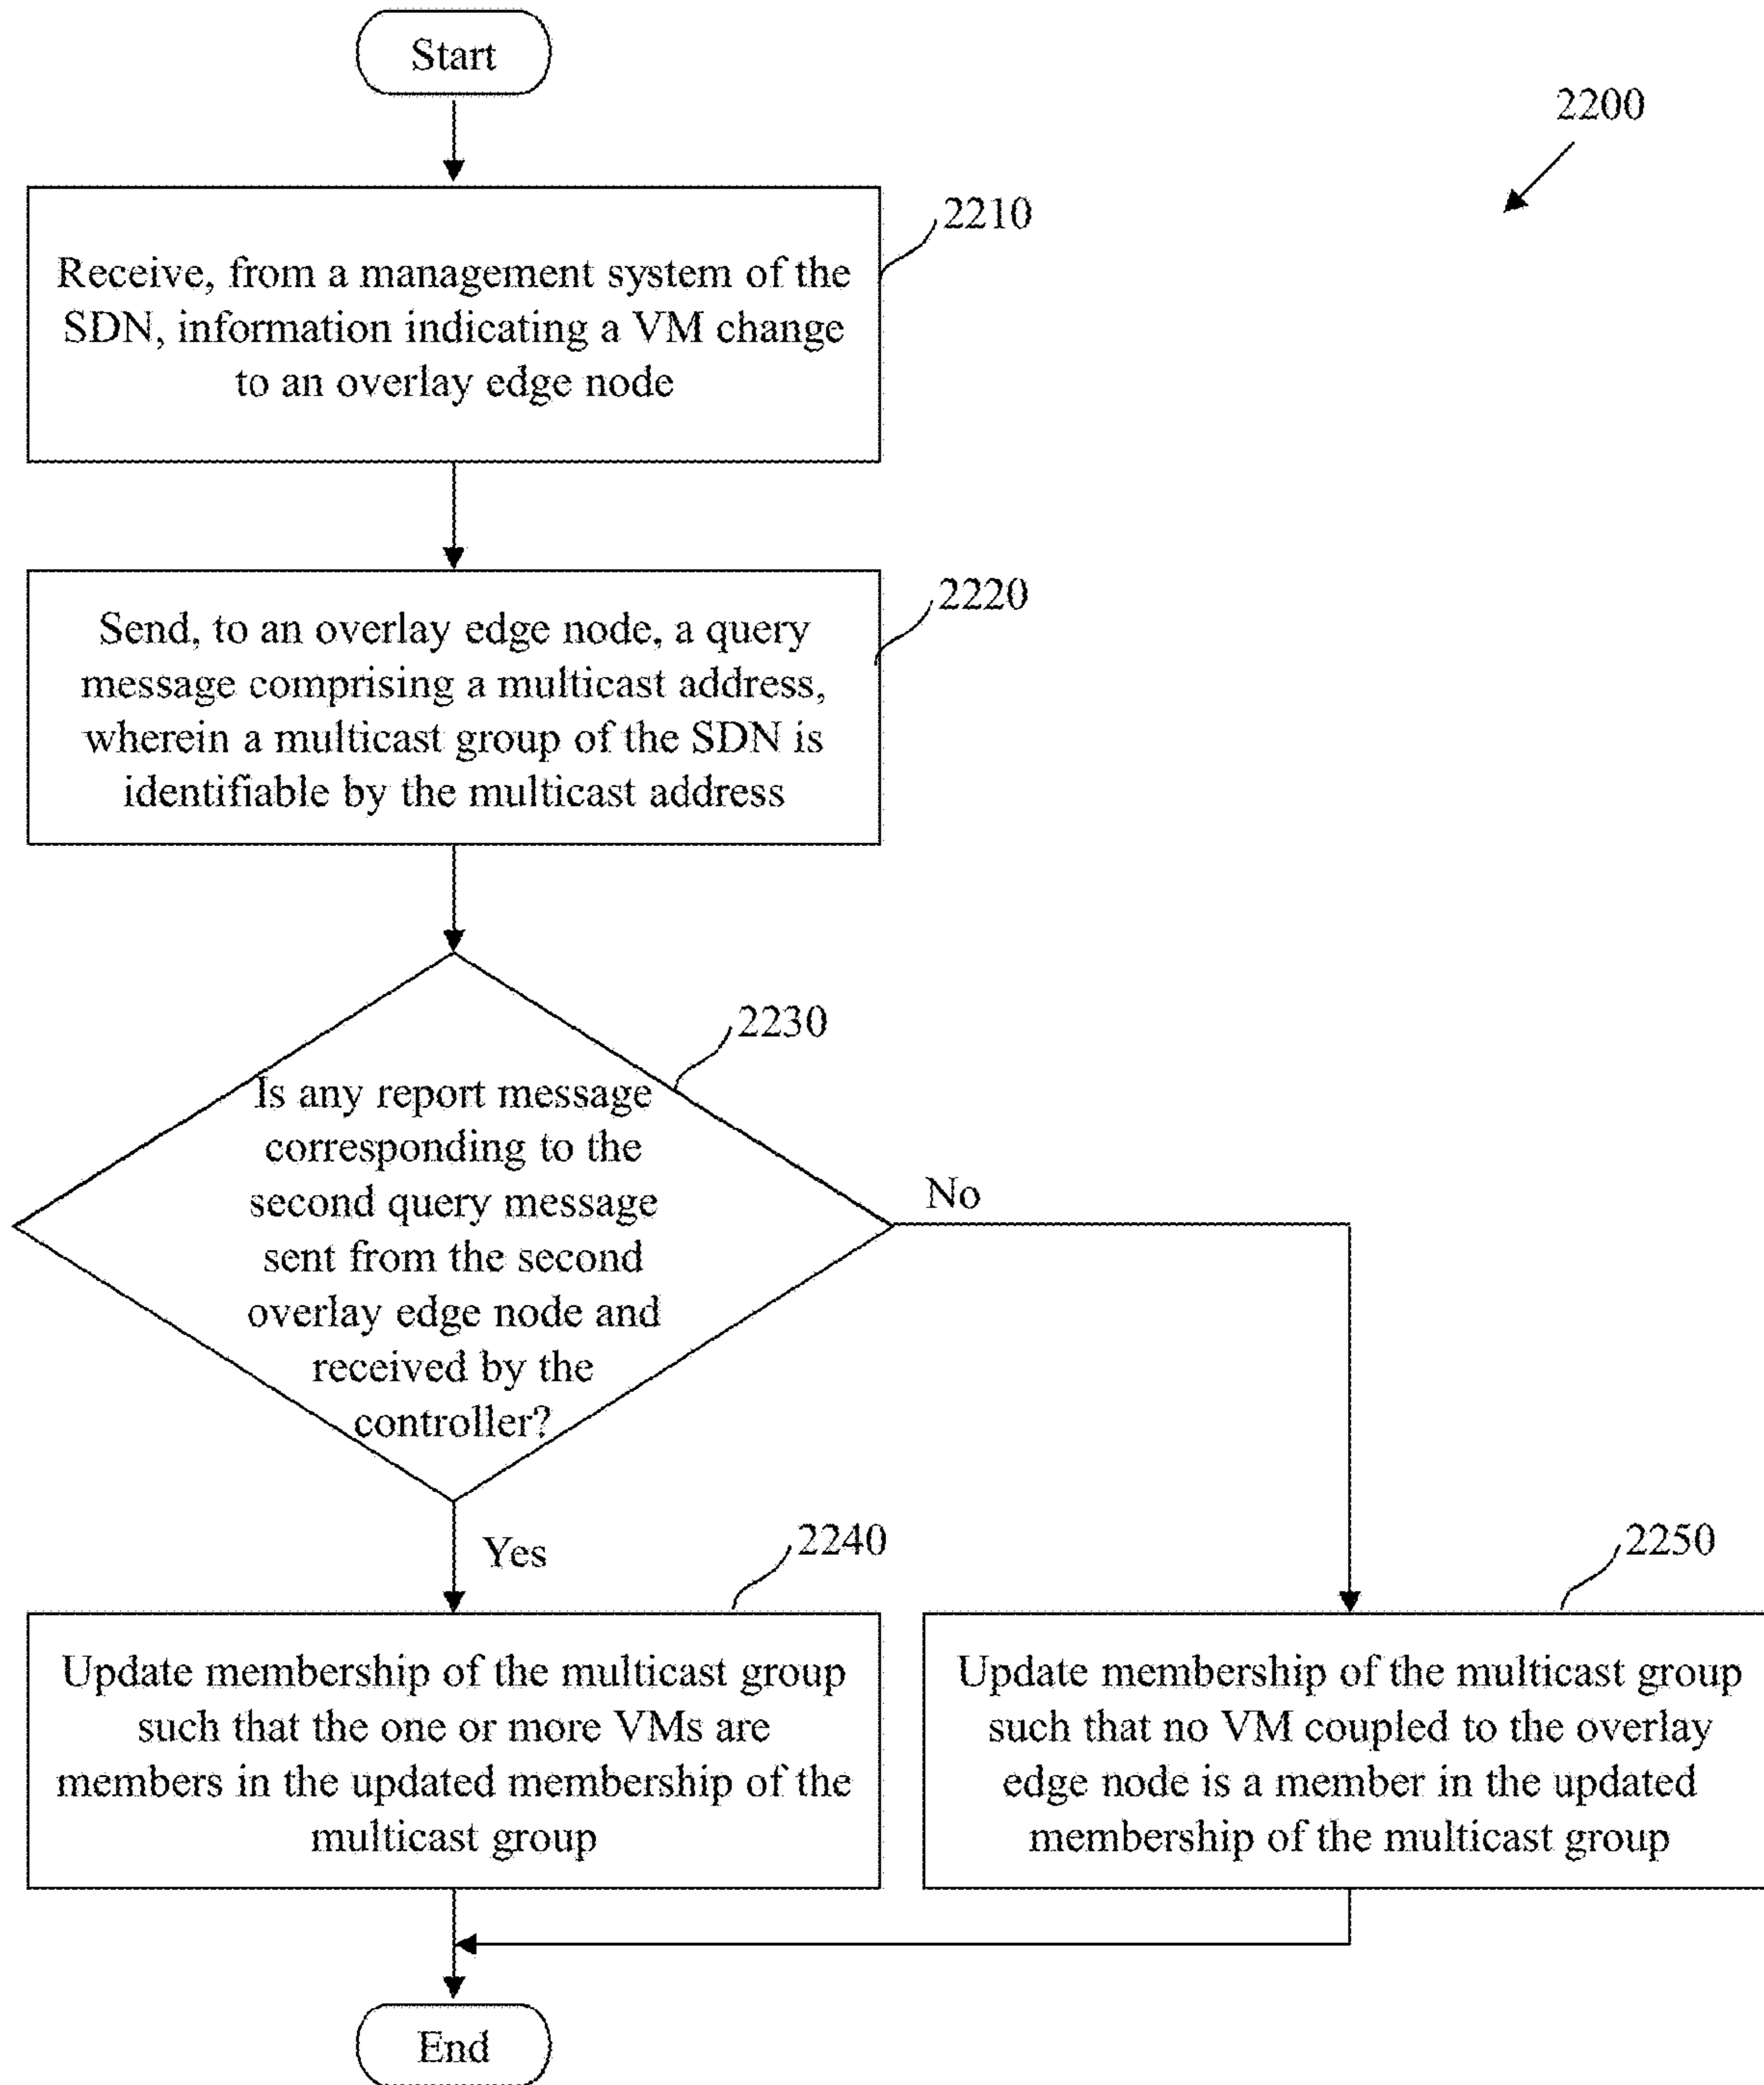 Start
2200
2210
Receive, from a management system of the
SDN, information indicating a VM change
to an overlay edge node
2220
Send, to an overlay edge node, a query
message comprising a multicast address,
wherein a multicast group of the SDN is
identifiable by the multicast address
2230
Is any report message
corresponding to the
second query message
sent from the second
overlay edge node and
received by the
controller?
No
Yes
2240
Update membership of the multicast group
such that the one or more VMs are
members in the updated membership of the
multicast group
2250
Update membership of the multicast group
such that no VM coupled to the overlay
edge node is a member in the updated
membership of the multicast group
End